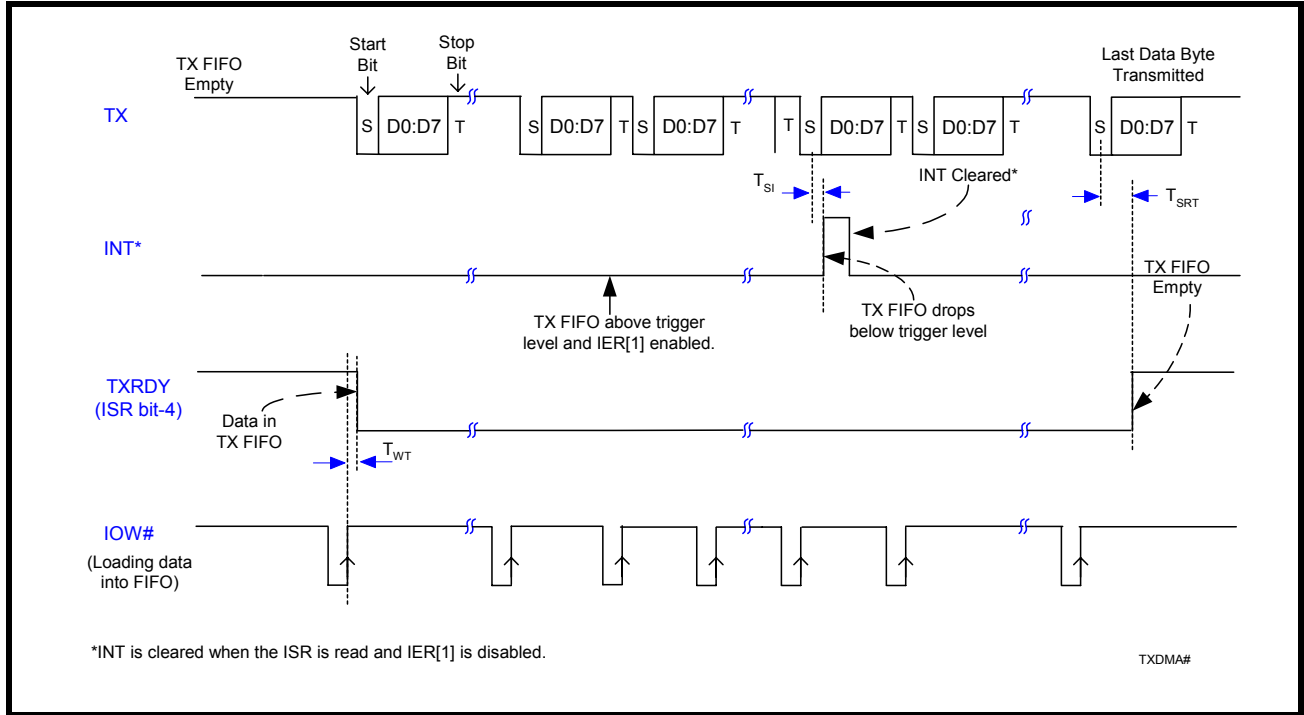 Start
Bit
Stop
Bit
TX FIFO
Empty
Last Data Byte
Transmitted
TX
S D0:D7 T S D0:D7 T S D0:D7 T T S D0:D7 T S D0:D7 T S D0:D7 T
TSI
INT Cleared*
TSRT
INT*
TX FIFO above trigger
level and IER[1] enabled.
TX FIFO drops
below trigger level
TX FIFO
Empty
TXRDY
(ISR bit-4)
Data in
TX FIFO
TWT
IOW#
(Loading data
into FIFO)
*INT is cleared when the ISR is read and IER[1] is disabled.
TXDMA#